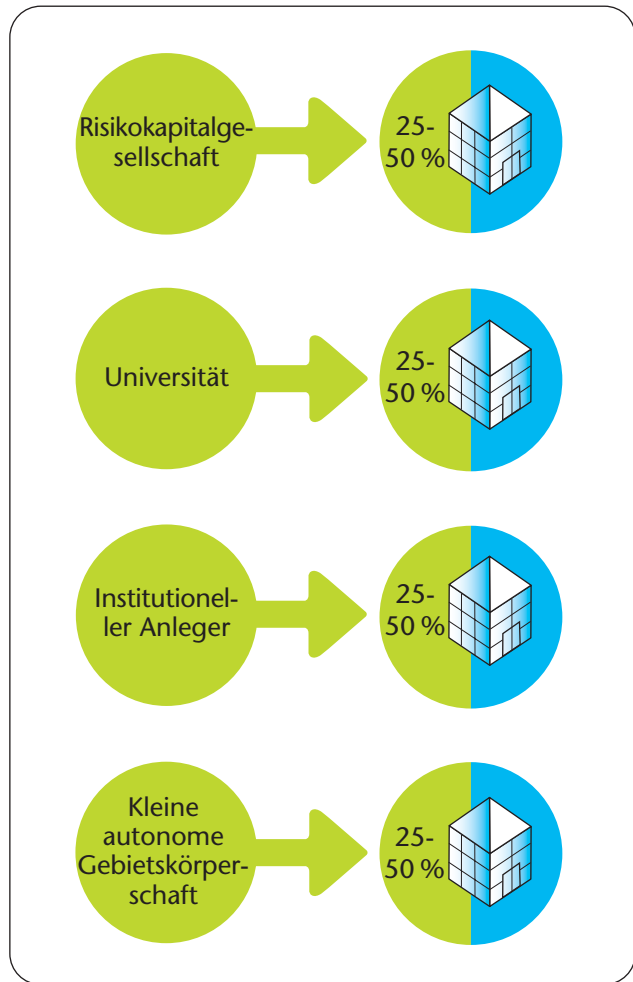 Risikokapitalge-
sellschaft
25-
50 %
Universität
25-
50 %
Institutionel-
ler Anleger
25-
50 %
Kleine
autonome
Gebietskörper-
schaft
25-
50 %